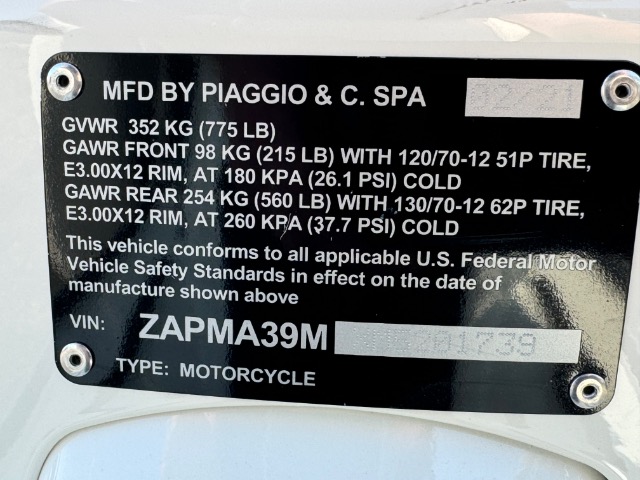 MFD BY PIAGGIO & C. SPA
GVWR 352 KG (775 LB)
GAWR FRONT 98 KG (215 LB) WITH 120/70-12 51P TIRE,
E3.00X12 RIM, AT 180 KPA (26.1 PSI) COLD
GAWR REAR 254 KG (560 LB) WITH 130/70-12 62P TIRE,
E3.00X12 RIM, AT 260 KPA (37.7 PSI) COLD
This vehicle conforms to all applicable U.S. Federal Motor
Vehicle Safety Standards in effect on the date of
manufacture shown above
VIN: ZAPMA39M
TYPE: MOTORCYCLE